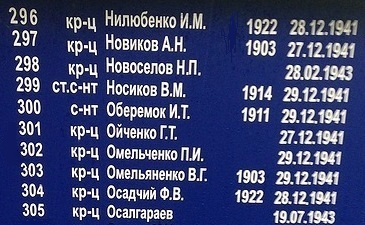 296 кр-ц Нилюбенко И.М. 1922 28.12.1941
297 кр-ц Новиков А.Н. 1903 27.12.1941
298 кр-ц Новоселов Н.П. 28.02.1943
299 ст.с-нт Носиков В.М. 1914 29.12.1941
300 с-нт Оберемок И.Т. 1911 29.12.1941
301 кр-ц Ойченко Г.Т. 27.12.1941
302 кр-ц Омельченко П.И. 29.12.1941
303 кр-ц Омельяненко В.Г. 1903 29.12.1941
304 кр-ц Осадчий Ф.В. 1922 28.12.1941
305 кр-ц Осалгараев 19.07.1943